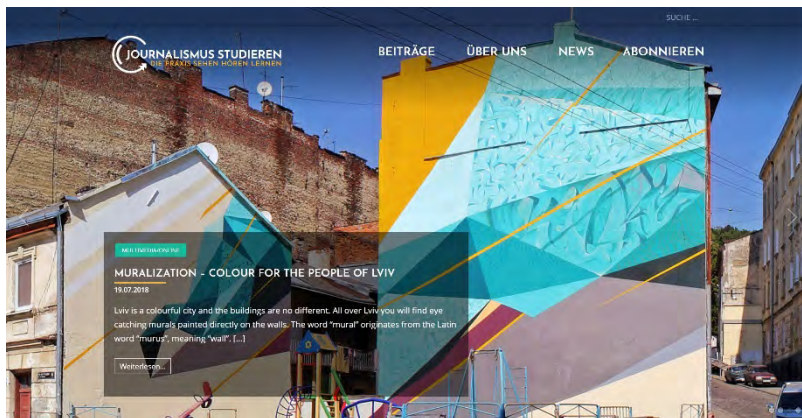 SUCHE ...
JOURNALISMUS STUDIEREN
DIE PRAXIS SEHEN HÖREN LERNEN
BEITRÄGE ÜBER UNS NEWS ABONNIEREN
MULTIMEDIA/ONLINE
MURALIZATION – COLOUR FOR THE PEOPLE OF LVIV
19.07.2018
Lviv is a colourful city and the buildings are no different. All over Lviv you will find eye
catching murals painted directly on the walls. The word "mural" originates from the Latin
word "murus", meaning "wall". [...]
Weiterlesen...